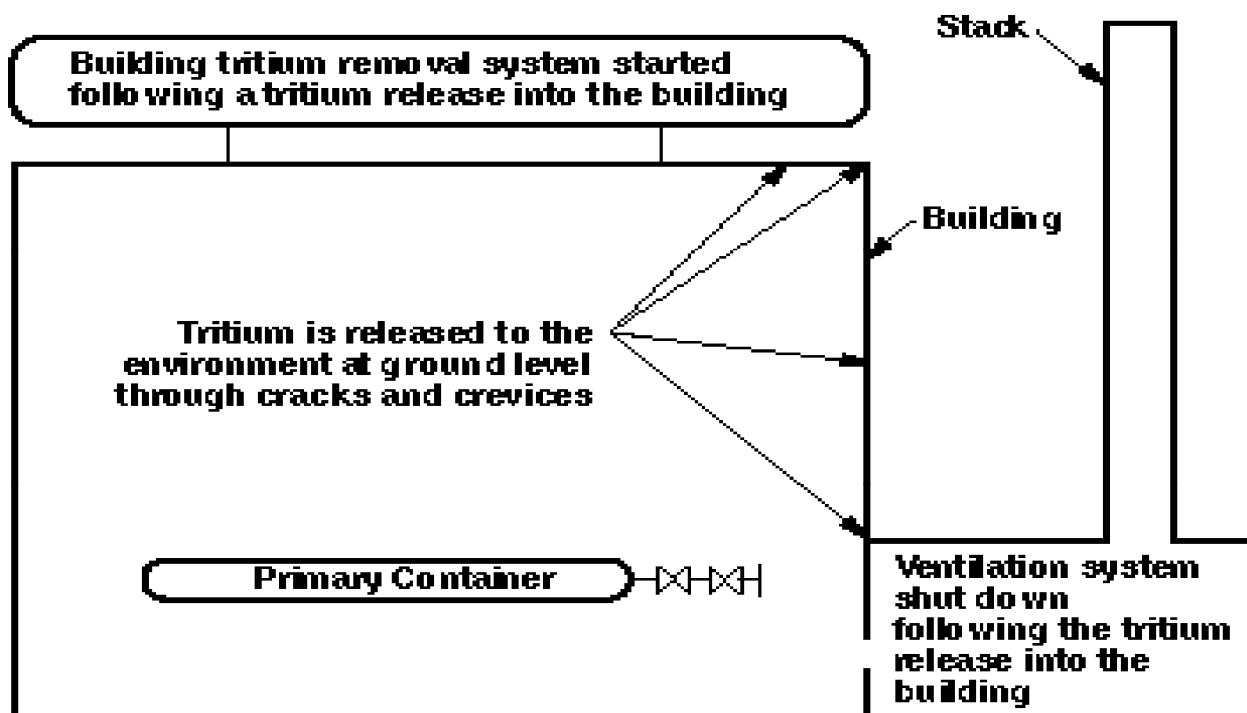 Stack
Building tritium removal system started
following a tritium release into the building
Building
Tritium is released to the
environment at ground level
through cracks and crevices
Primary Container
Ventilation system
shut down
following the tritium
release into the
building